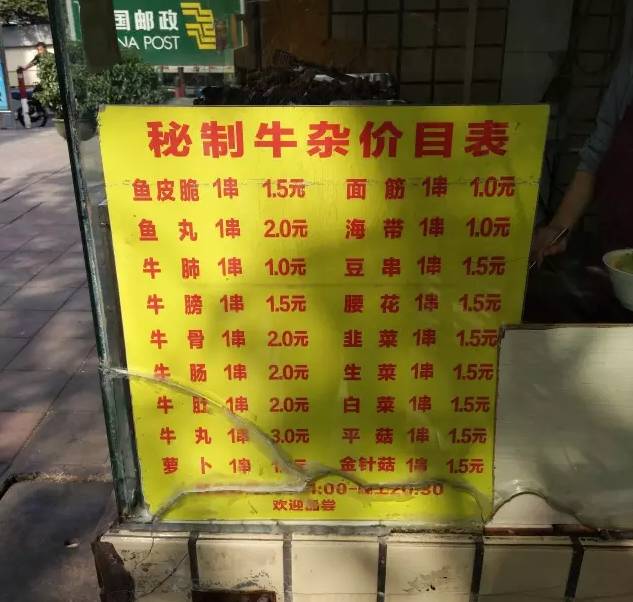 国邮政
NA POST
秘制牛杂价目表
鱼皮脆 1串 1.5元 面筋 1串 1.0元
鱼丸 1串 2.0元 海带 1串 1.0元
牛肺 1串 1.0元 豆串 1串 1.5元
牛膀 1串 1.5元 腰花 1串 1.5元
牛骨 1串 2.0元 韭菜 1串 1.5元
牛肠 1串 2.0元 生菜 1串 1.5元
牛肚 1串 2.0元 白菜 1串 1.5元
牛丸 1串 3.0元 平菇 1串 1.5元
萝卜 1串 金针菇 1串 1.5元
欢迎品尝